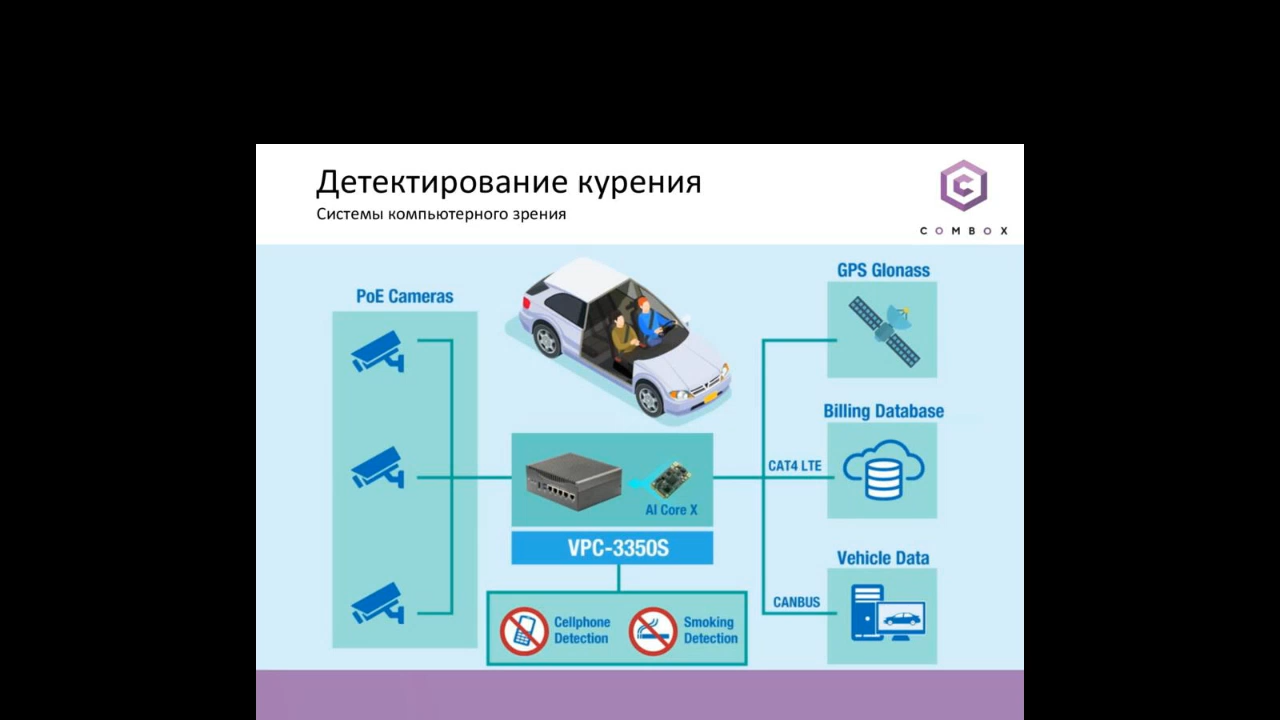 Детектирование курения
Системы компьютерного зрения
C O M B O X
PoE Cameras
GPS Glonass
Billing Database
CAT4 LTE
AI Core X
VPC-3350S
Vehicle Data
CANBUS
Cellphone
Detection
Smoking
Detection